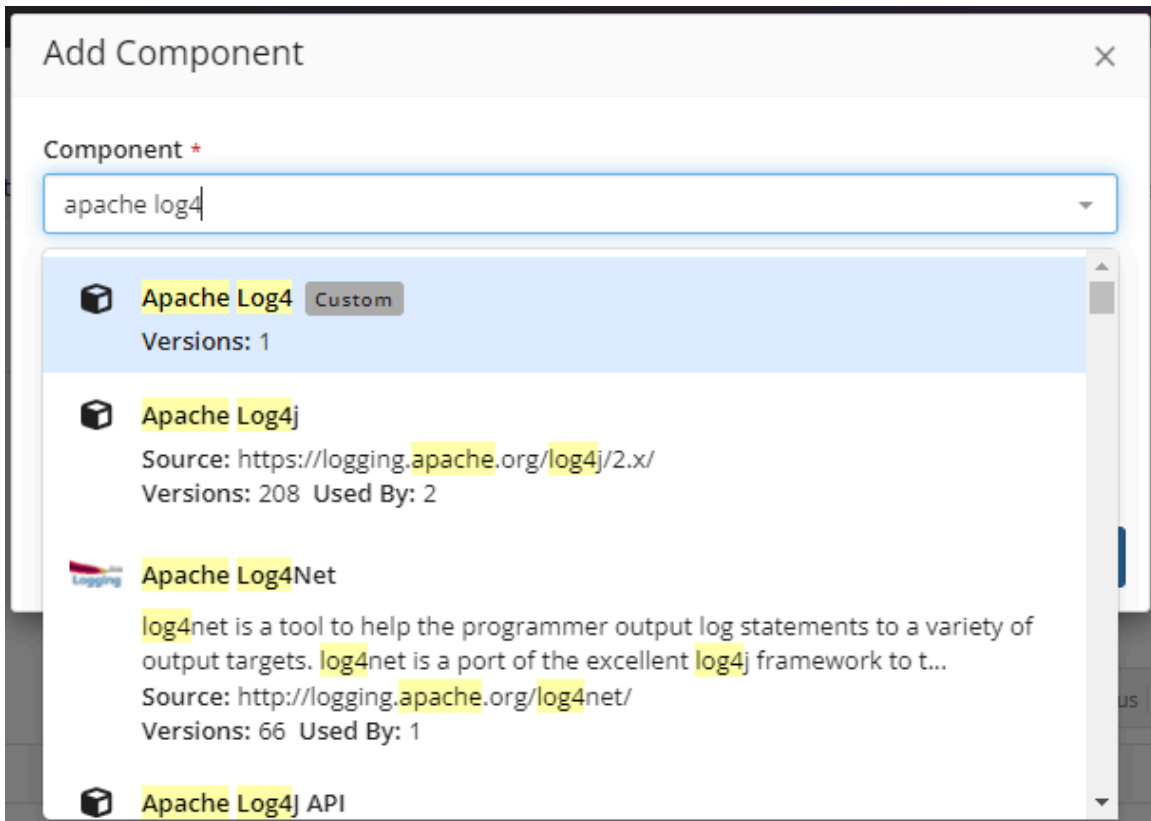 Add Component
Component *
apache log4
Apache Log4 Custom
Versions: 1
Apache Log4j
Source: https://logging.apache.org/log4j/2.x/
Versions: 208 Used By: 2
Logging
Apache Log4Net
log4net is a tool to help the programmer output log statements to a variety of
output targets. log4net is a port of the excellent log4j framework to t...
Source: http://logging.apache.org/log4net/
Versions: 66 Used By: 1
us
Apache Log4J API